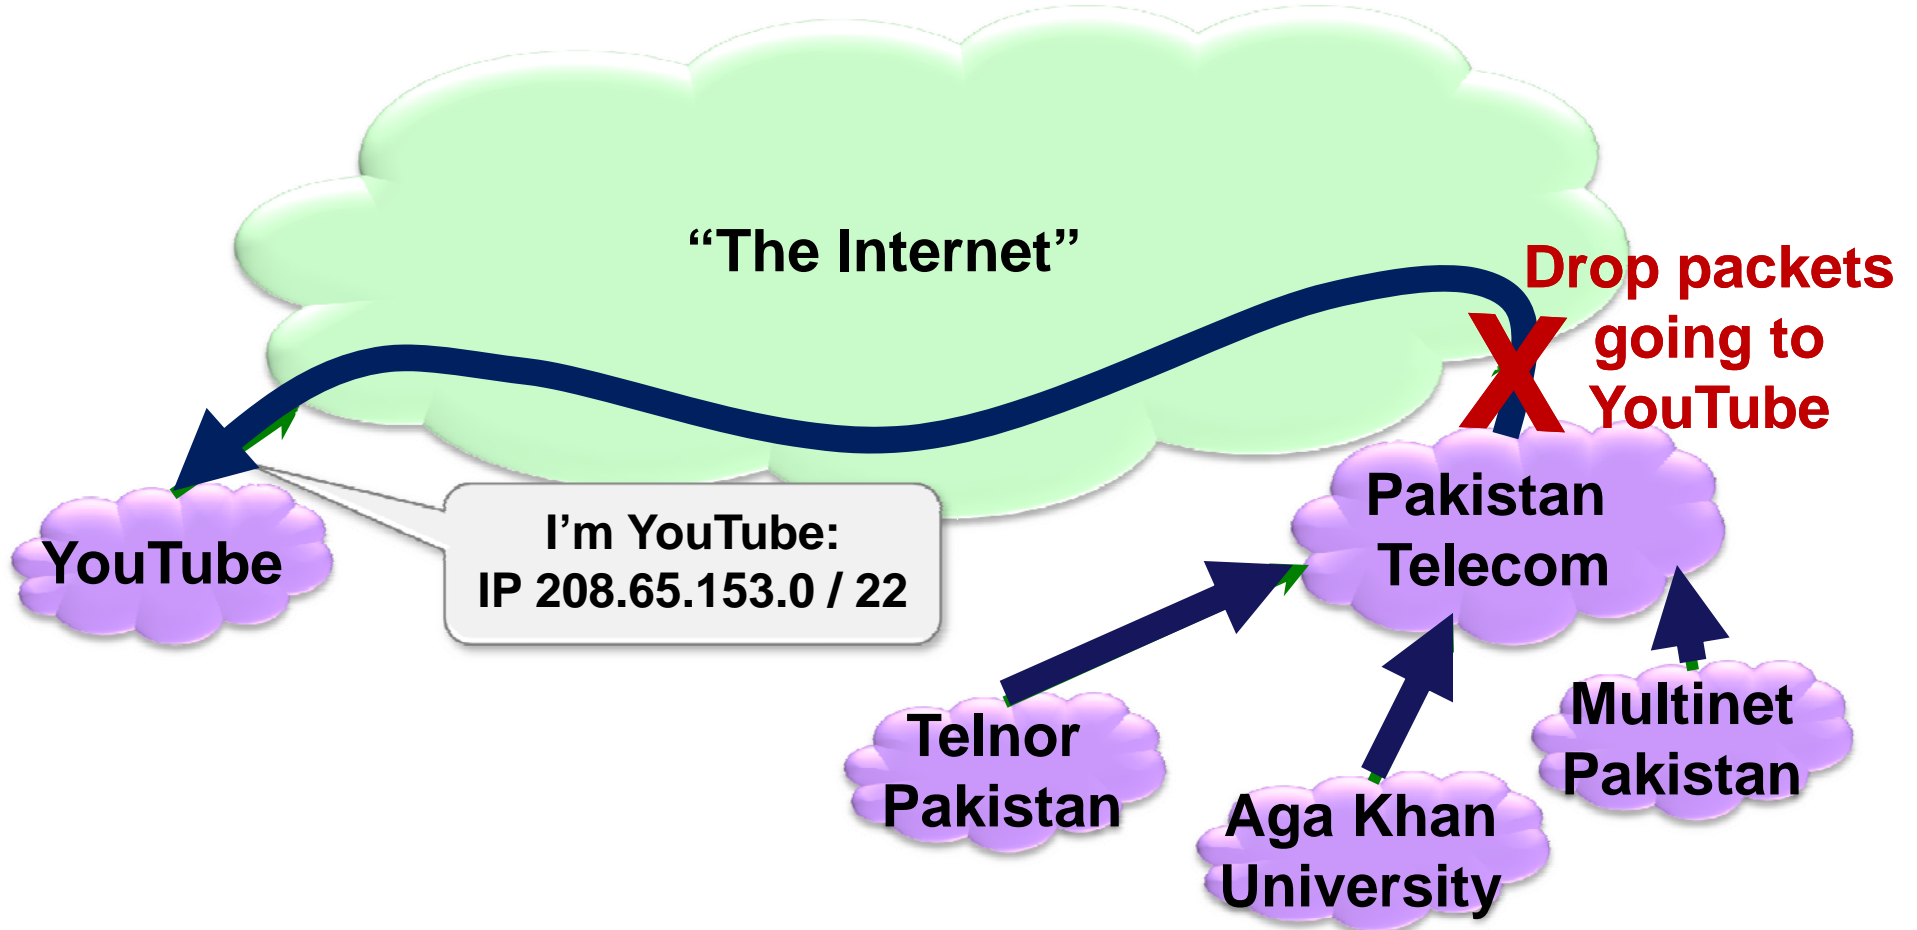 “The Internet”
Drop packets
going to
YouTube
Pakistan
Telecom
I’m YouTube:
IP 208.65.153.0 / 22
YouTube
Telnor
Pakistan
Aga Khan
University
Multinet
Pakistan
X